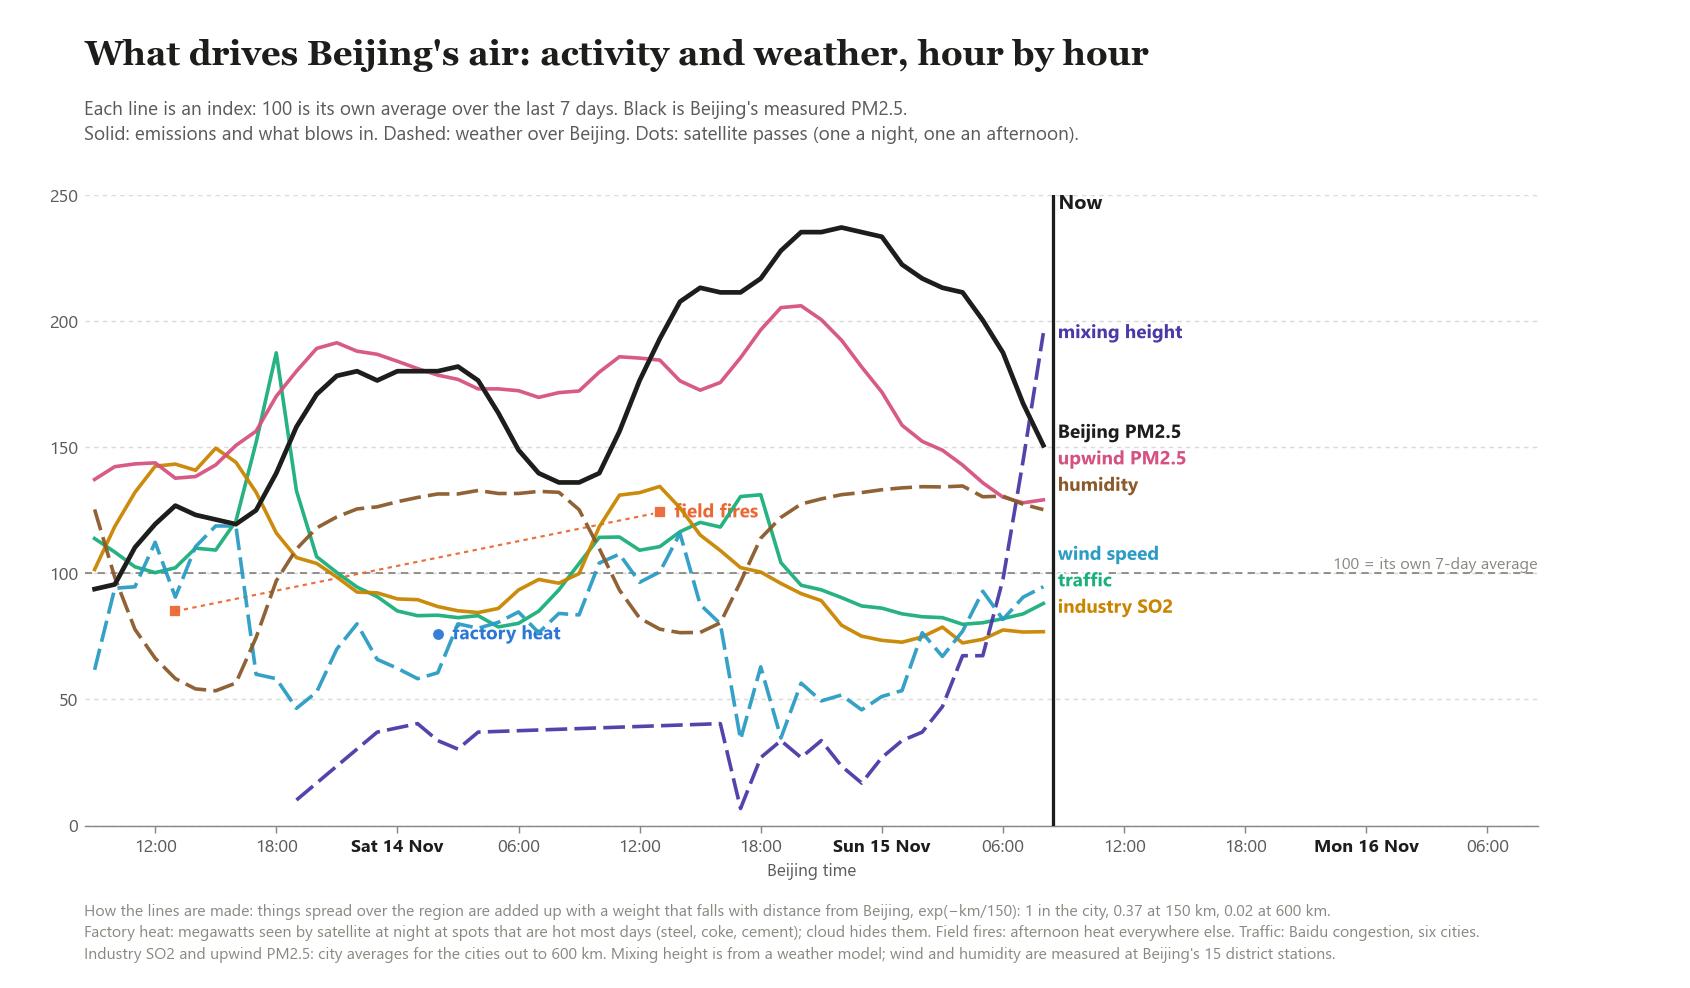 What drives Beijing's air: activity and weather, hour by hour
Each line is an index: 100 is its own average over the last 7 days. Black is Beijing's measured PM2.5.
Solid: emissions and what blows in. Dashed: weather over Beijing. Dots: satellite passes (one a night, one an afternoon).
250
Now
200
mixing height
150
Beijing PM2.5
upwind PM2.5
humidity
field fires
wind speed
100 = its own 7-day average
100
traffic
industry SO2
factory heat
50
0
12:00 18:00 Sat 14 Nov 06:00 12:00 18:00 Sun 15 Nov 06:00 12:00 18:00 Mon 16 Nov 06:00
Beijing time
How the lines are made: things spread over the region are added up with a weight that falls with distance from Beijing, exp(−km/150): 1 in the city, 0.37 at 150 km, 0.02 at 600 km.
Factory heat: megawatts seen by satellite at night at spots that are hot most days (steel, coke, cement); cloud hides them. Field fires: afternoon heat everywhere else. Traffic: Baidu congestion, six cities.
Industry SO2 and upwind PM2.5: city averages for the cities out to 600 km. Mixing height is from a weather model; wind and humidity are measured at Beijing's 15 district stations.